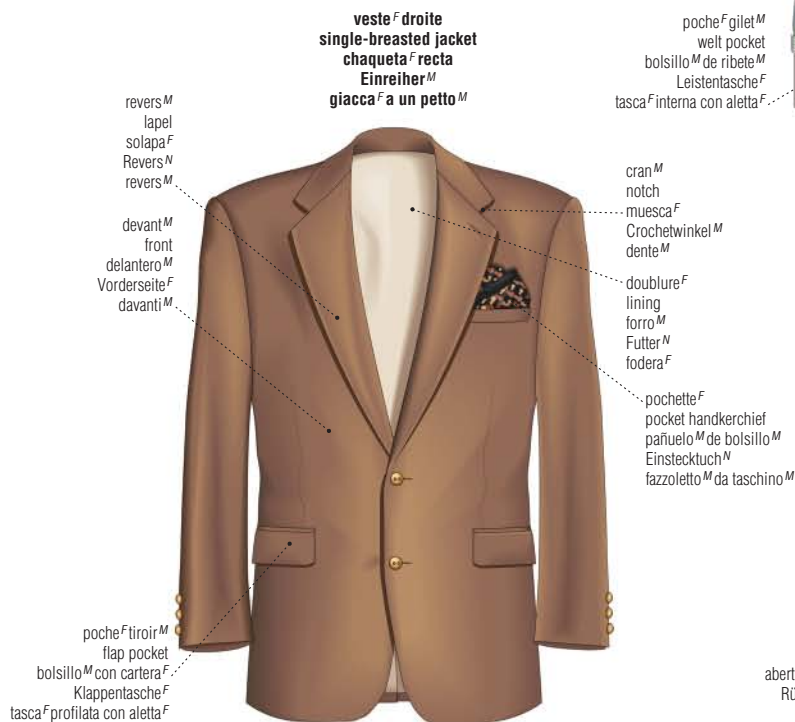 veste F droite
single-breasted jacket
chaqueta F recta
Einreiher M
giacca F a un petto M
poche F gilet M
welt pocket
bolsillo M de ribete M
Leistentasche F
tasca F interna con aletta F
revers M
lapel
solapa F
Revers N
revers M
devant M
front
delantero M
Vorderseite F
davanti M
cran M
notch
muesca F
Crochetwinkel M
dente M
doublure F
lining
forro M
Futter N
fodera F
pochette F
pocket handkerchief
pañuelo M de bolsillo M
Einstecktuch N
fazzoletto M da taschino M
poche F tiroir M
flap pocket
bolsillo M con cartera F
Klappentasche F
tasca F profilata con aletta F
abert
Rü